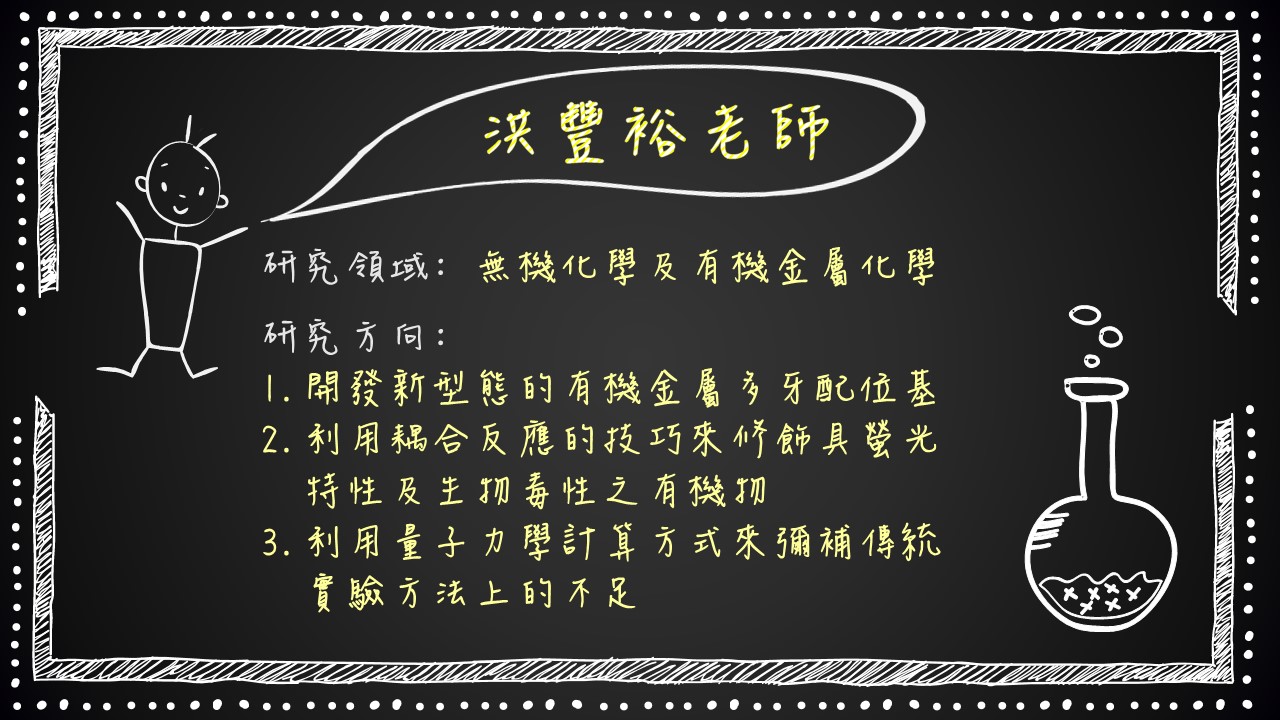 洪豐裕老師
研究領域：無機化學及有機金屬化學
研究方向：
1. 開發新型態的有機金屬多牙配位基
2. 利用耦合反應的技巧來修飾具螢光
特性及生物毒性之有機物
3. 利用量子力學計算方式來彌補傳統
實驗方法上的不足